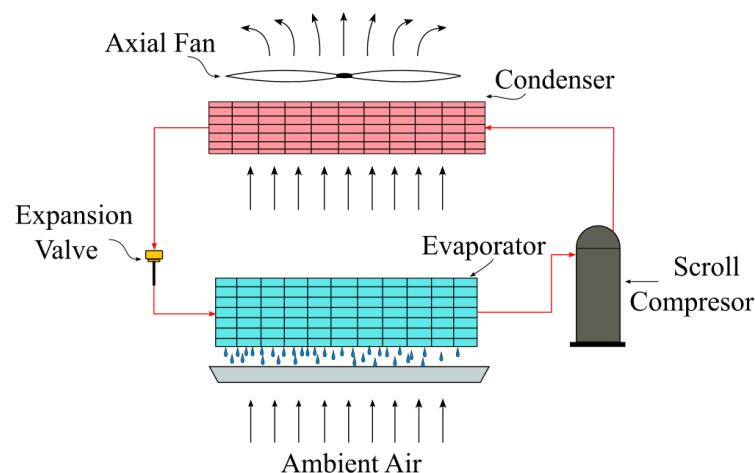 Axial Fan
Condenser
Expansion
Valve
Evaporator
Scroll
Compresor
Ambient Air